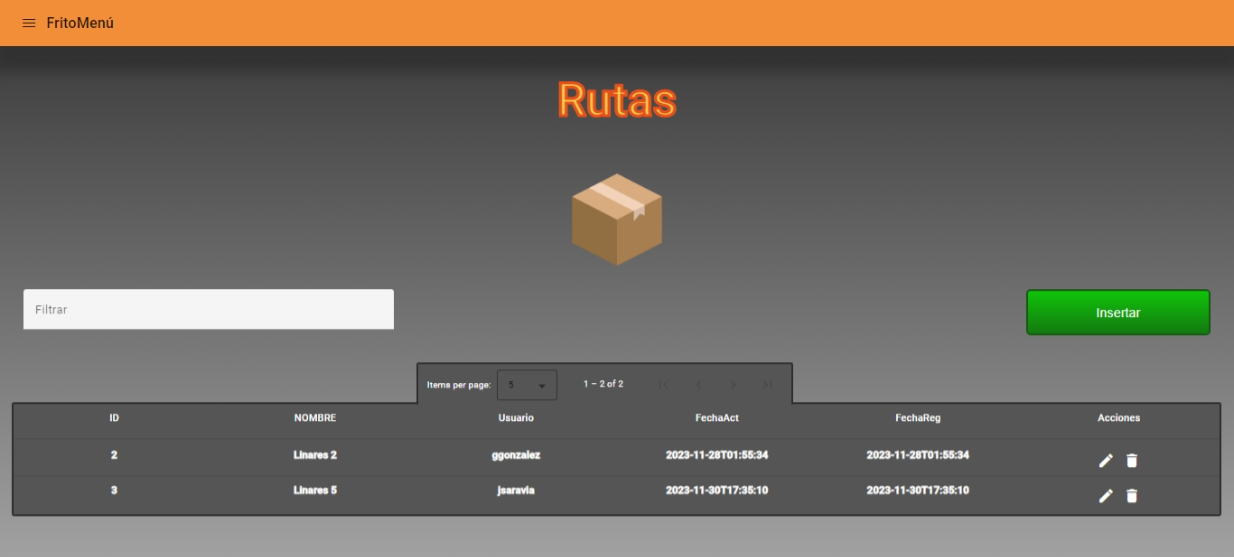 FritoMenú
Rutas
Filtrar
Insertar
Items per page: 5 1 – 2 of 2
ID NOMBRE Usuario FechaAct FechaReg Acciones
2 Linares 2 ggonzalez 2023-11-28T01:55:34 2023-11-28T01:55:34
3 Linares 5 jsaravia 2023-11-30T17:35:10 2023-11-30T17:35:10